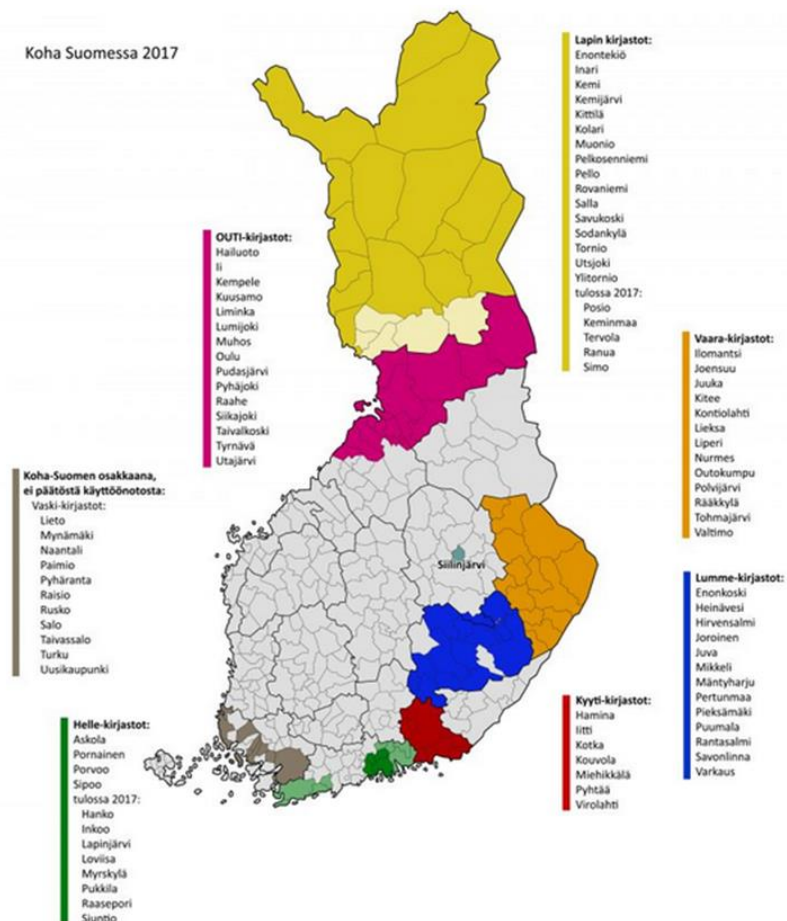 Koha Suomessa 2017
Lapin kirjastot:
Enontekiö
Inari
Kemi
Kemijärvi
Kittilä
Kolari
Muonio
Pelkosenniemi
Pello
Rovaniemi
Salla
Savukoski
Sodankylä
Tornio
Utsjoki
Ylitornio
tulossa 2017:
Posio
Keminmaa
Tervola
Ranua
Simo
OUTI-kirjastot:
Hailuoto
Ii
Kempele
Kuusamo
Liminka
Lumijoki
Muhos
Oulu
Pudasjärvi
Pyhäjoki
Raahe
Siikajoki
Taivalkoski
Tyrnävä
Utajärvi
Vaara-kirjastot:
Ilomantsi
Joensuu
Juuka
Kitee
Kontiolahti
Lieksa
Liperi
Nurmes
Outokumpu
Polvijärvi
Rääkkylä
Tohmajärvi
Valtimo
Koha-Suomen osakkaana,
ei päätöstä käyttöönotosta:
Vaski-kirjastot:
Lieto
Mynämäki
Naantali
Paimio
Pyhäranta
Raisio
Rusko
Salo
Taivassalo
Turku
Uusikaupunki
Siilinjärvi
Lumme-kirjastot:
Enonkoski
Heinävesi
Hirvensalmi
Joroinen
Juva
Mikkeli
Mäntyharju
Pertunmaa
Pieksämäki
Puumala
Rantasalmi
Savonlinna
Varkaus
Kyyti-kirjastot:
Hamina
Iitti
Kotka
Kouvola
Miehikkälä
Pyhtää
Virolahti
Helle-kirjastot:
Askola
Pornainen
Porvoo
Sipoo
tulossa 2017:
Hanko
Inkoo
Lapinjärvi
Loviisa
Myrskylä
Pukkila
Raasepori
Siuntio